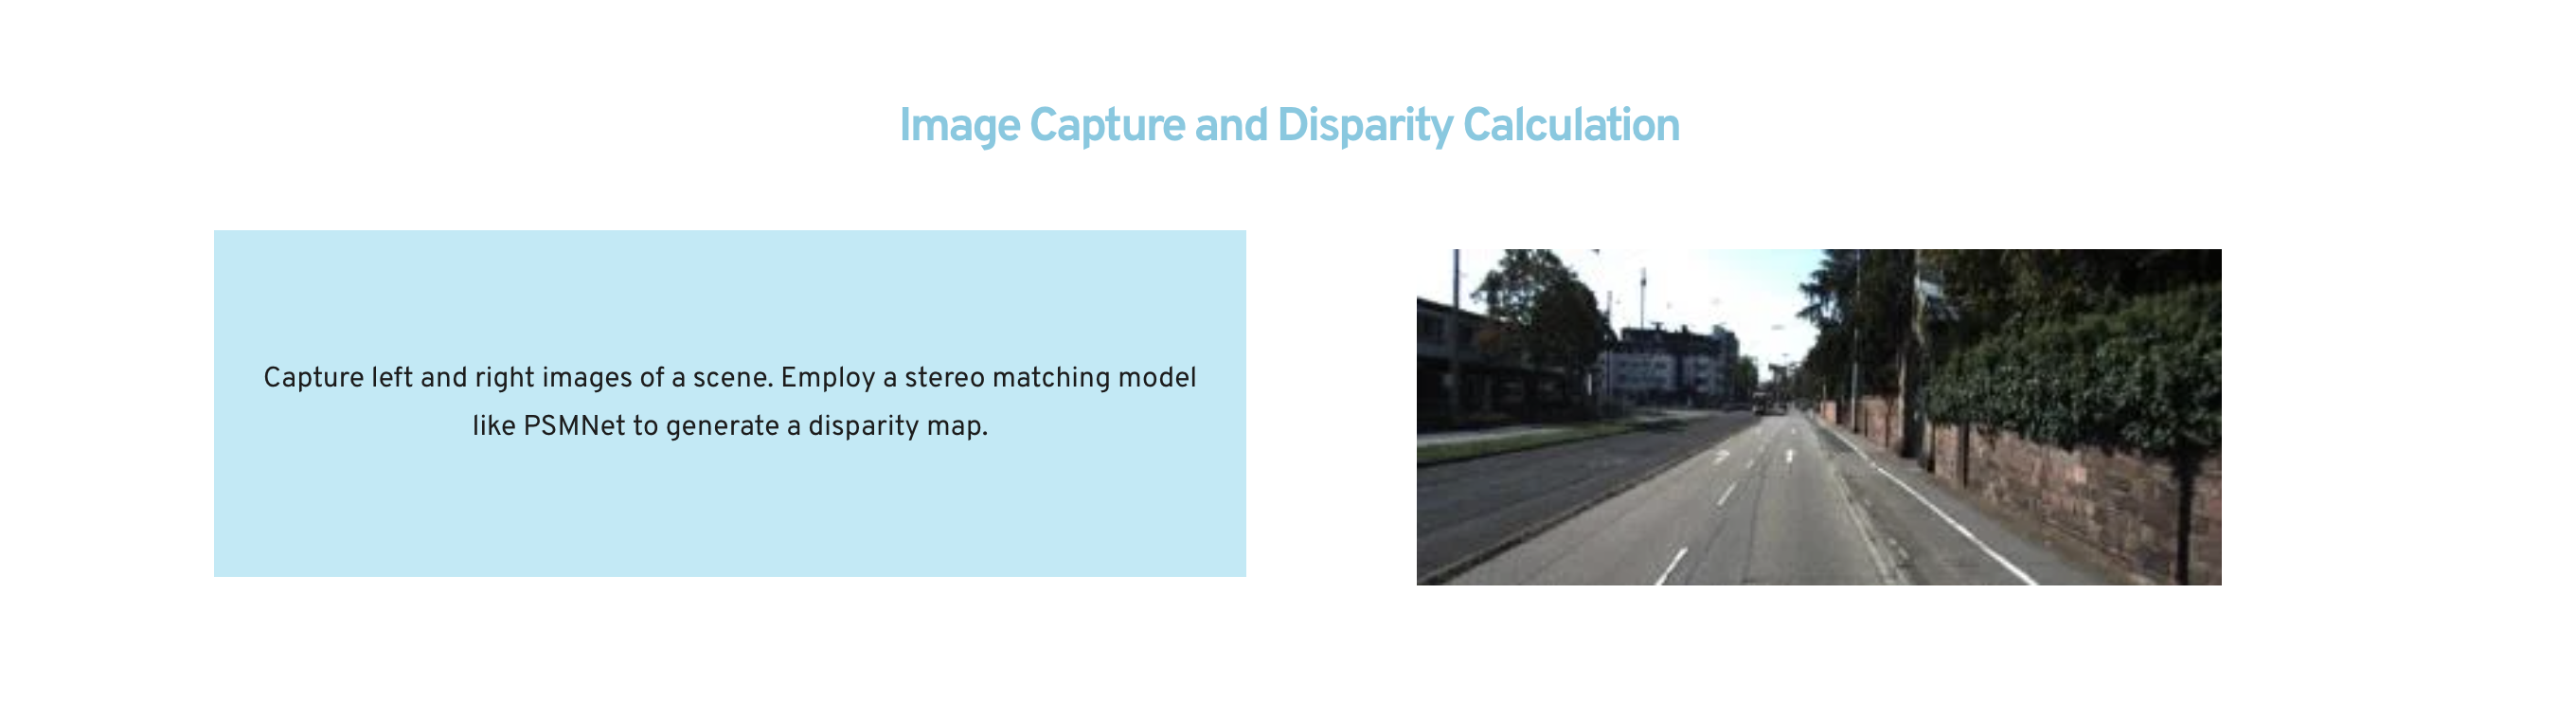 Image Capture and Disparity Calculation
Capture left and right images of a scene. Employ a stereo matching model
like PSMNet to generate a disparity map.